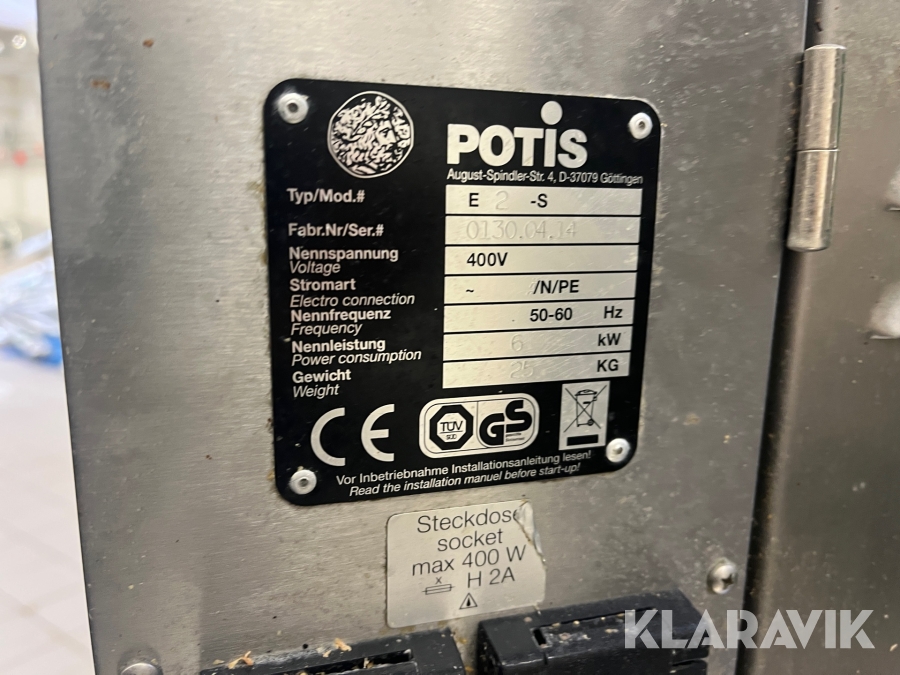 POTIS
August-Spindler-Str. 4, D-37079 Göttingen
Typ/Mod.# E 2 -S
Fabr.Nr/Ser.# 0130.04.14
Nennspannung
Voltage 400V
Stromart
Electro connection ~ /N/PE
Nennfrequenz
Frequency 50-60 Hz
Nennleistung
Power consumption 6 kW
Gewicht
Weight 25 KG
CE
TÜV
SÜD
GS
Vor Inbetriebnahme Installationsanleitung lesen!
Read the installation manuel before start-up!
Steckdose
socket
max 400 W
H 2A
KLARAVIK